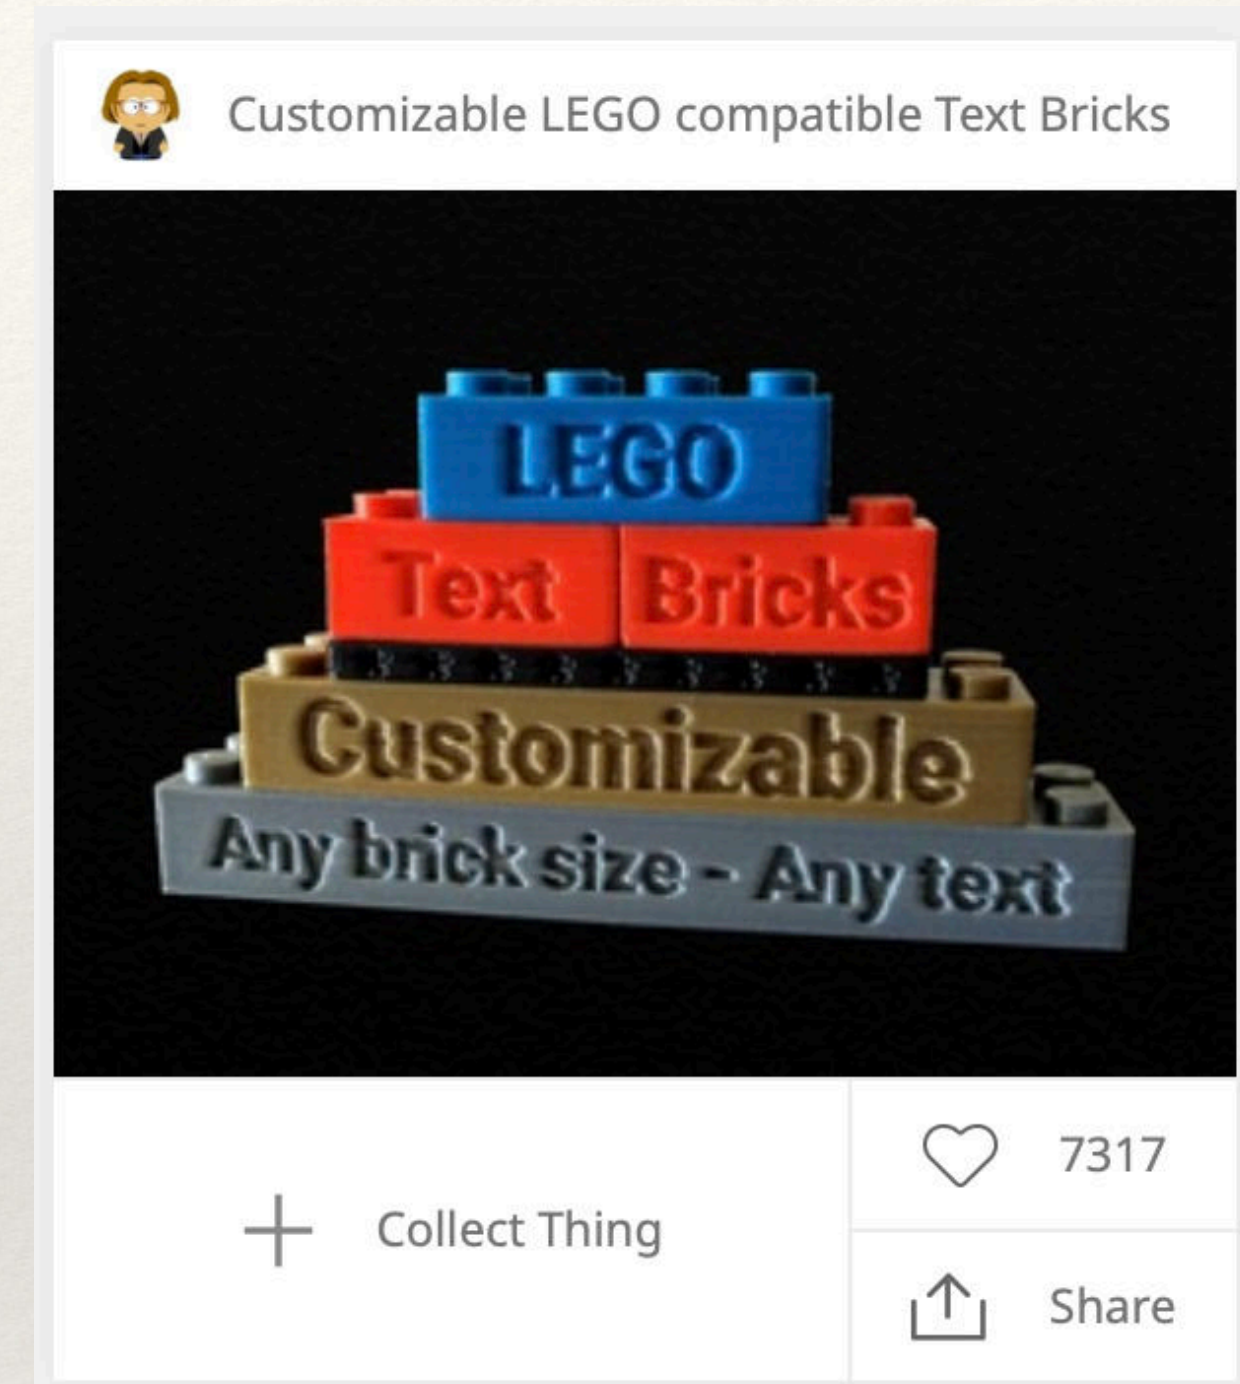 Customizable LEGO compatible Text Bricks
LEGO
Text Bricks
Customizable
Any brick size - Any text
7317
Collect Thing
Share